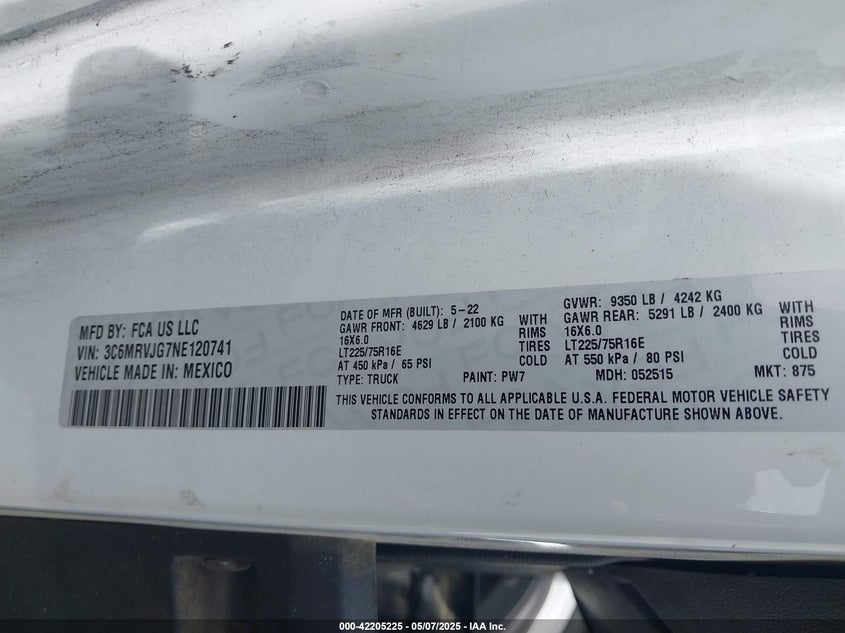 MFD BY: FCA US LLC
VIN: 3C6MRVJG7NE120741
VEHICLE MADE IN: MEXICO
DATE OF MFR (BUILT): 5-22
GVWR: 9350 LB / 4242 KG
GAWR FRONT: 4629 LB / 2100 KG WITH
16X6.0 RIMS
LT225/75R16E TIRES
AT 450 kPa / 65 PSI COLD
GAWR REAR: 5291 LB / 2400 KG WITH
16X6.0 RIMS
LT225/75R16E TIRES
AT 550 kPa / 80 PSI COLD
TYPE: TRUCK PAINT: PW7 MDH: 052515 MKT: 875
THIS VEHICLE CONFORMS TO ALL APPLICABLE U.S.A. FEDERAL MOTOR VEHICLE SAFETY
STANDARDS IN EFFECT ON THE DATE OF MANUFACTURE SHOWN ABOVE.
000-42205225 - 05/07/2025 - IAA Inc.